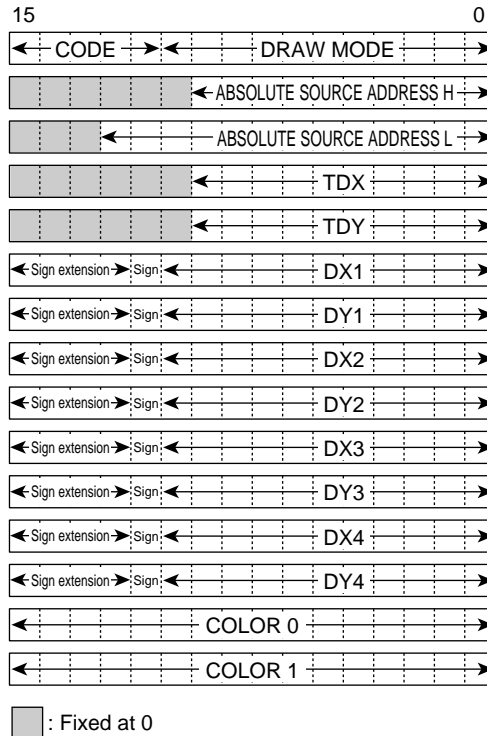 15 0
CODE DRAW MODE
ABSOLUTE SOURCE ADDRESS H
ABSOLUTE SOURCE ADDRESS L
TDX
TDY
Sign extension Sign DX1
Sign extension Sign DY1
Sign extension Sign DX2
Sign extension Sign DY2
Sign extension Sign DX3
Sign extension Sign DY3
Sign extension Sign DX4
Sign extension Sign DY4
COLOR 0
COLOR 1
: Fixed at 0